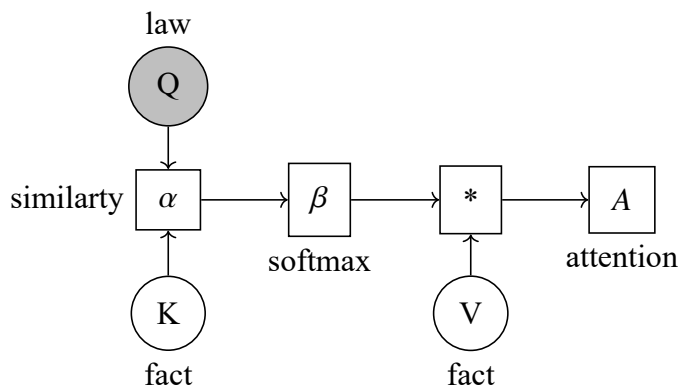 law
Q
similarty
α
β
*
A
softmax
attention
K
V
fact
fact